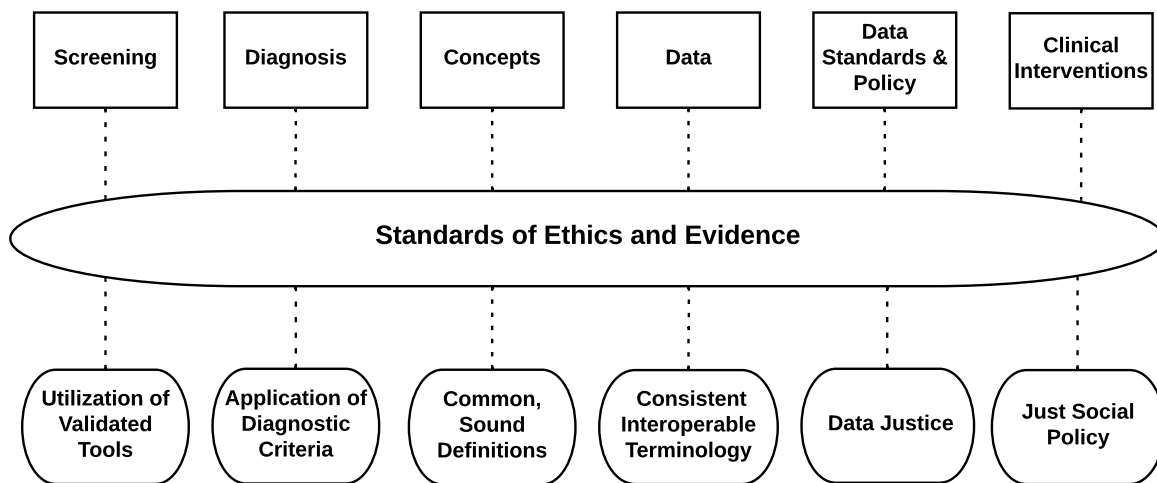 Screening
Diagnosis
Concepts
Data
Data
Standards &
Policy
Clinical
Interventions
Standards of Ethics and Evidence
Utilization of
Validated
Tools
Application of
Diagnostic
Criteria
Common,
Sound
Definitions
Consistent
Interoperable
Terminology
Data Justice
Just Social
Policy